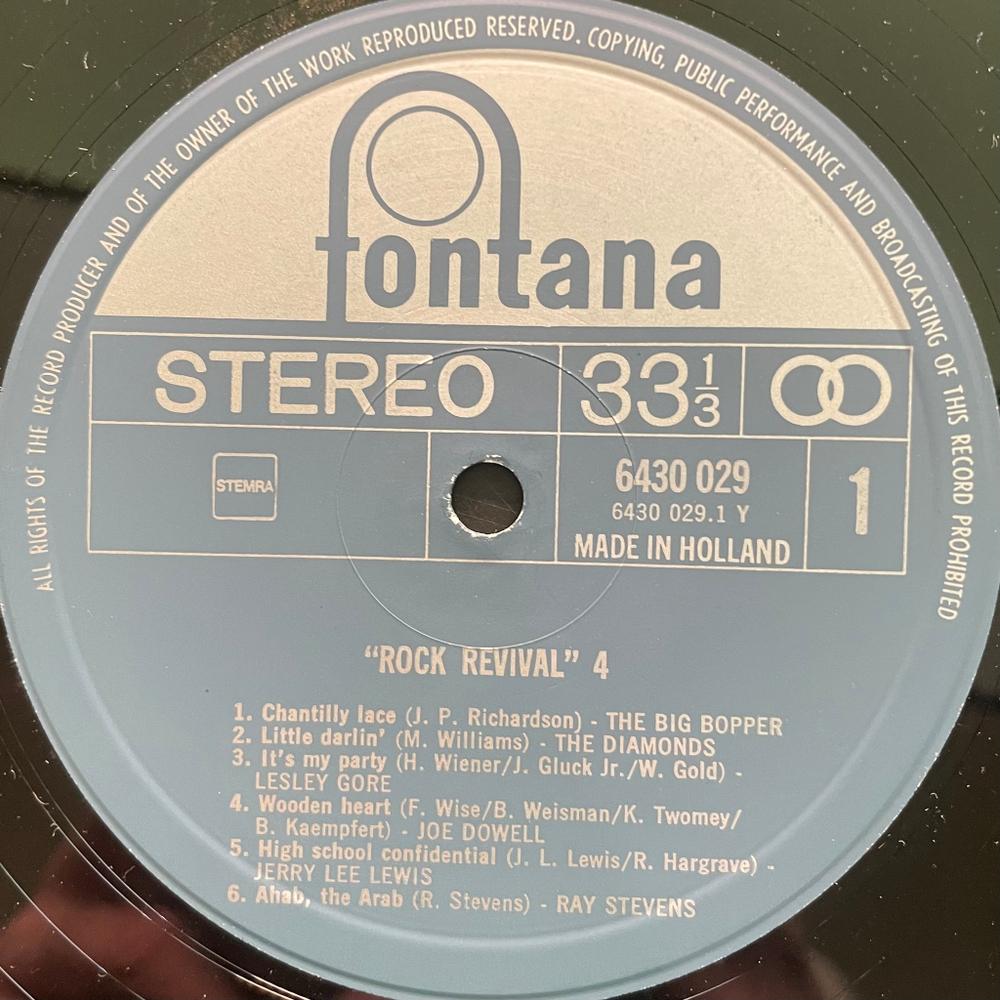 ALL RIGHTS OF THE RECORD PRODUCER AND OF THE OWNER OF THE WORK REPRODUCED RESERVED. COPYING, PUBLIC PERFORMANCE AND BROADCASTING OF THIS RECORD PROHIBITED
fontana
STEREO 33 1/3
STEMRA
6430 029 1
6430 029.1 Y
MADE IN HOLLAND
“ROCK REVIVAL” 4
1. Chantilly lace (J. P. Richardson) - THE BIG BOPPER
2. Little darlin’ (M. Williams) - THE DIAMONDS
3. It’s my party (H. Wiener/J. Gluck Jr./W. Gold) -
LESLEY GORE
4. Wooden heart (F. Wise/B. Weisman/K. Twomey/
B. Kaempfert) - JOE DOWELL
5. High school confidential (J. L. Lewis/R. Hargrave) -
JERRY LEE LEWIS
6. Ahab, the Arab (R. Stevens) - RAY STEVENS